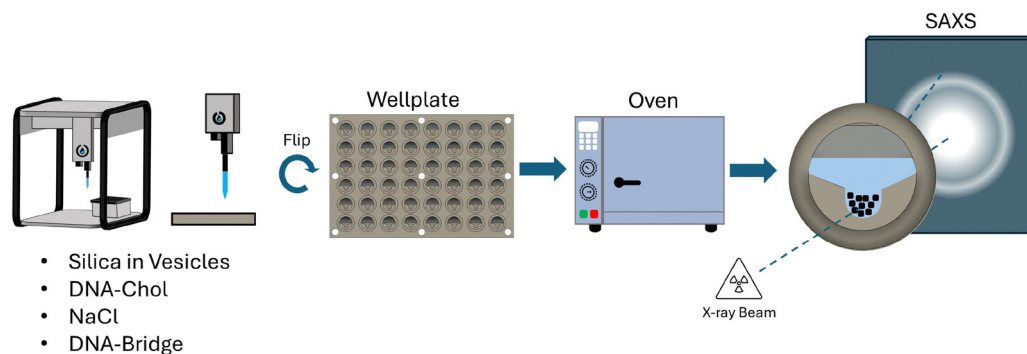 SAXS
Wellplate
Oven
Flip
• Silica in Vesicles
• DNA-Chol
• NaCl
• DNA-Bridge
X-ray Beam